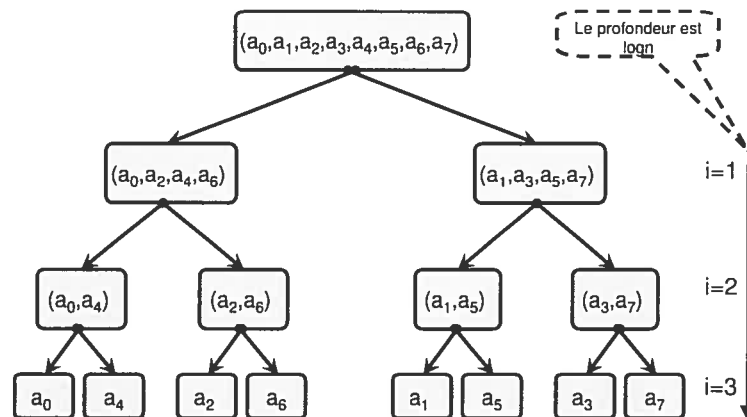 Le profondeur est
logn
(a₀,a₁,a₂,a₃,a₄,a₅,a₆,a₇)
(a₀,a₂,a₄,a₆)
(a₁,a₃,a₅,a₇)
i=1
(a₀,a₄)
(a₂,a₆)
(a₁,a₅)
(a₃,a₇)
i=2
a₀
a₄
a₂
a₆
a₁
a₅
a₃
a₇
i=3